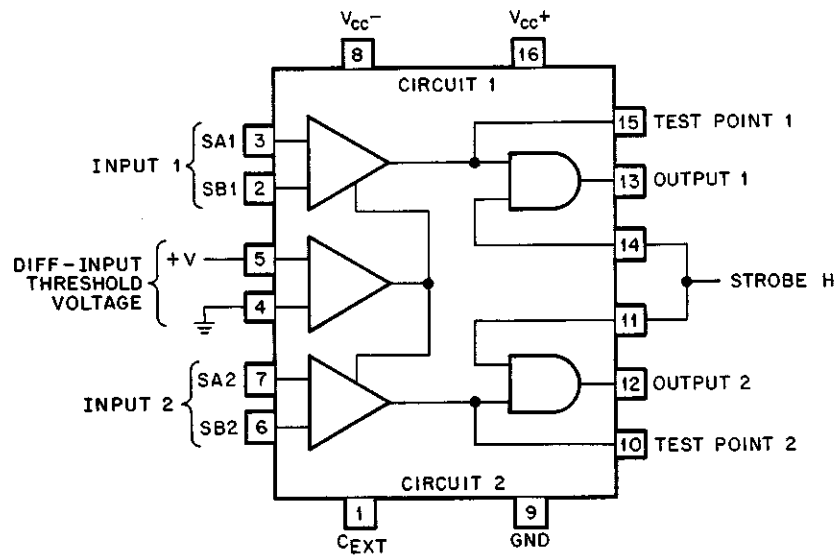 VCC- VCC+
8 16
CIRCUIT 1
15 TEST POINT 1
INPUT 1 SA1 3
SB1 2
13 OUTPUT 1
DIFF-INPUT THRESHOLD VOLTAGE +V 5
4
14
STROBE H
11
INPUT 2 SA2 7
SB2 6
12 OUTPUT 2
10 TEST POINT 2
CIRCUIT 2
1 9
CEXT GND